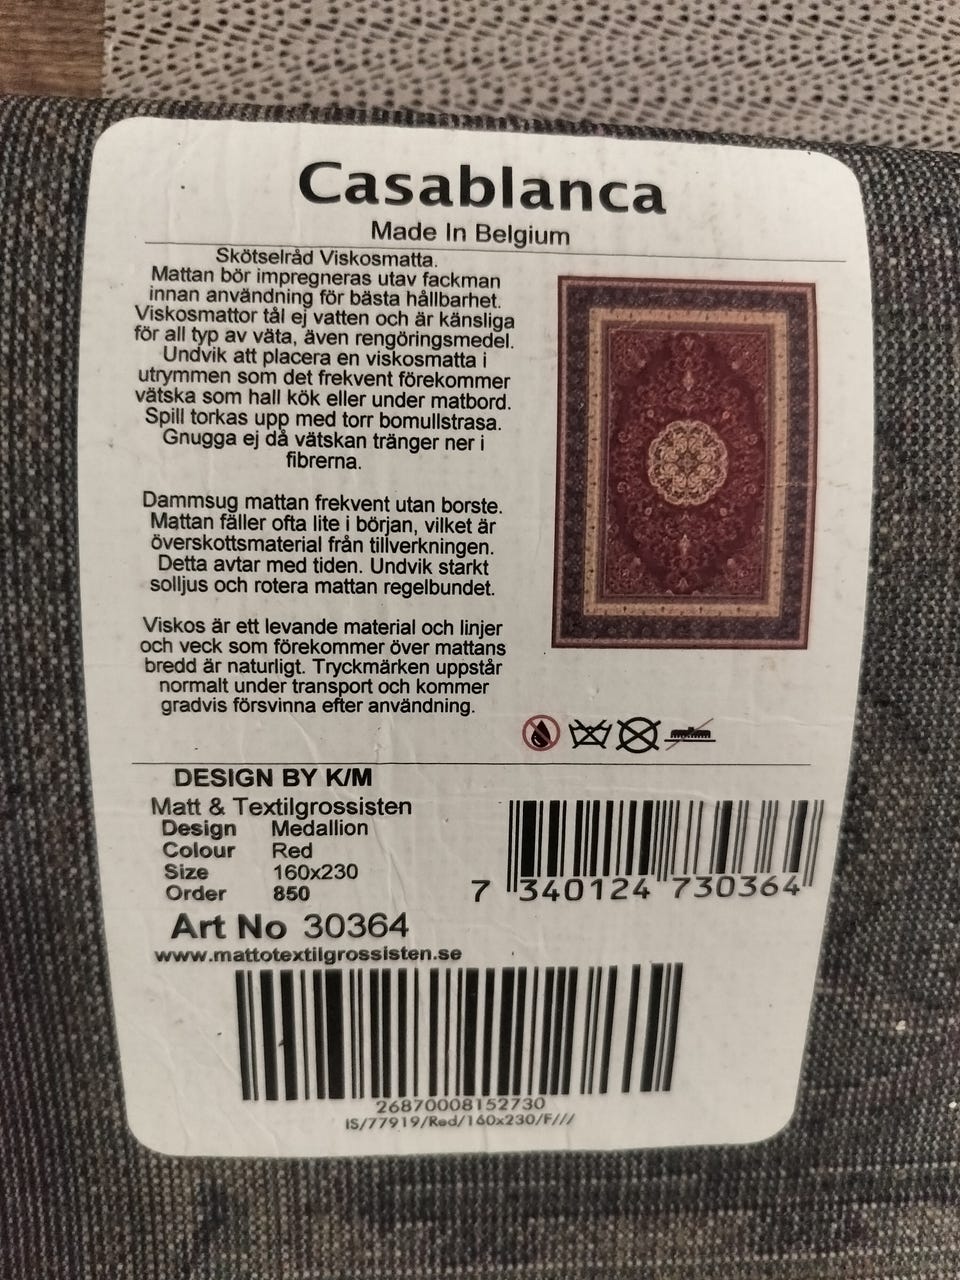 Casablanca
Made In Belgium
Skötselråd Viskosmatta.
Mattan bör impregneras utav fackman
innan användning för bästa hållbarhet.
Viskosmattor tål ej vatten och är känsliga
för all typ av väta, även rengöringsmedel.
Undvik att placera en viskosmatta i
utrymmen som det frekvent förekommer
vätska som hall kök eller under matbord.
Spill torkas upp med torr bomullstrasa.
Gnugga ej då vätskan tränger ner i
fibrerna.
Dammsug mattan frekvent utan borste.
Mattan fäller ofta lite i början, vilket är
överskottsmaterial från tillverkningen.
Detta avtar med tiden. Undvik starkt
solljus och rotera mattan regelbundet.
Viskos är ett levande material och linjer
och veck som förekommer över mattans
bredd är naturligt. Tryckmärken uppstår
normalt under transport och kommer
gradvis försvinna efter användning.
DESIGN BY K/M
Matt & Textilgrossisten
Design Medallion
Colour Red
Size 160x230
Order 850
7 340124 730364
Art No 30364
www.mattotextilgrossisten.se
26870008152730
IS/77919/Red/160x230/F///